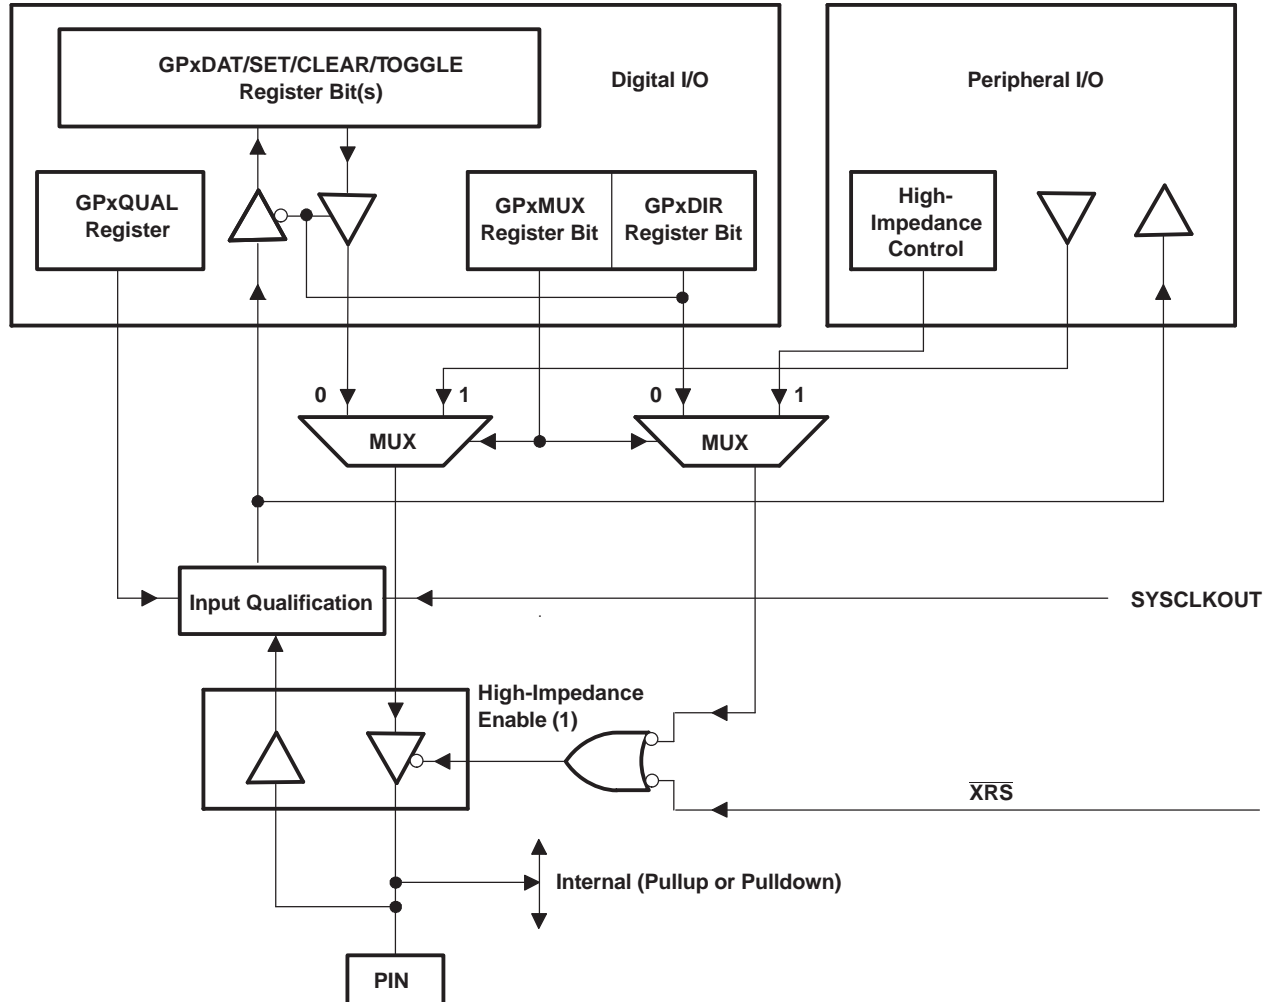 GPxDAT/SET/CLEAR/TOGGLE
Register Bit(s)
Digital I/O
Peripheral I/O
GPxQUAL
Register
GPxMUX
Register Bit
GPxDIR
Register Bit
High-
Impedance
Control
0
1
0
1
MUX
MUX
Input Qualification
SYSCLKOUT
High-Impedance
Enable (1)
XRS
Internal (Pullup or Pulldown)
PIN